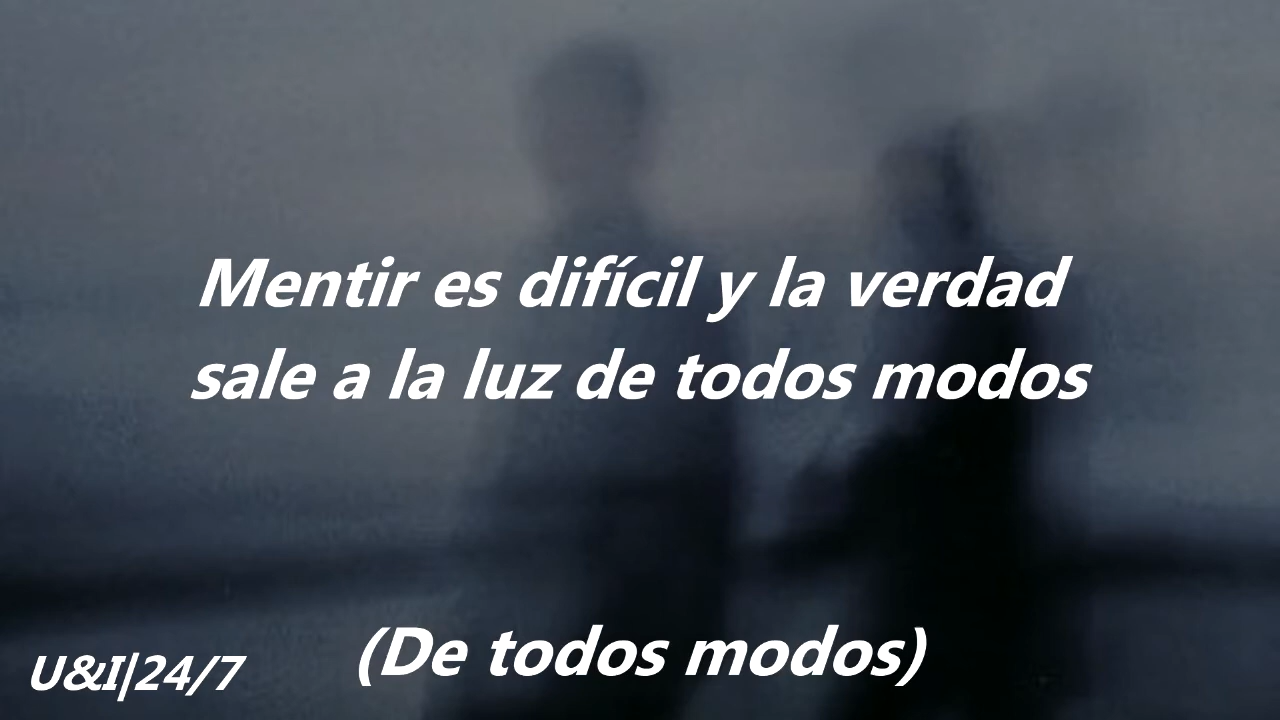 Mentir es difícil y la verdad
sale a la luz de todos modos
(De todos modos)
U&I|24/7